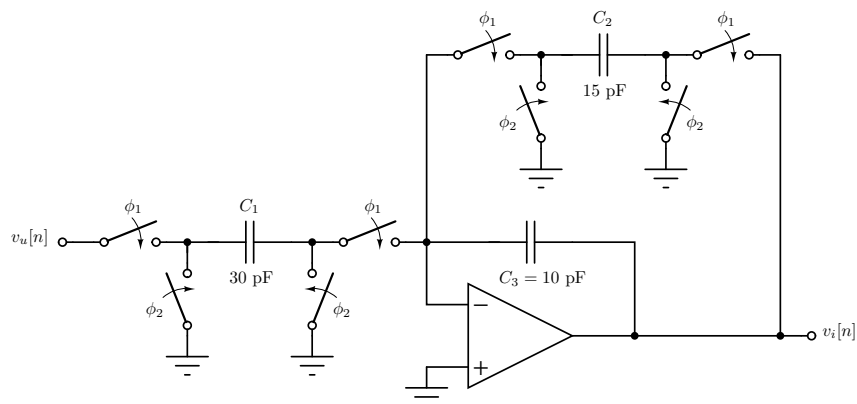 ϕ₁
C₂
ϕ₁
15 pF
ϕ₂
ϕ₂
ϕ₁
C₁
ϕ₁
vᵤ[n]
30 pF
C₃ = 10 pF
ϕ₂
ϕ₂
−
+
vᵢ[n]